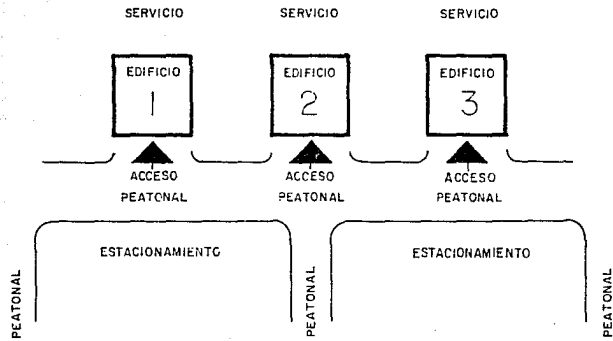 SERVICIO SERVICIO SERVICIO
EDIFICIO EDIFICIO EDIFICIO
1 2 3
ACCESO ACCESO ACCESO
PEATONAL PEATONAL PEATONAL
ESTACIONAMIENTO ESTACIONAMIENTO
PEATONAL PEATONAL PEATONAL